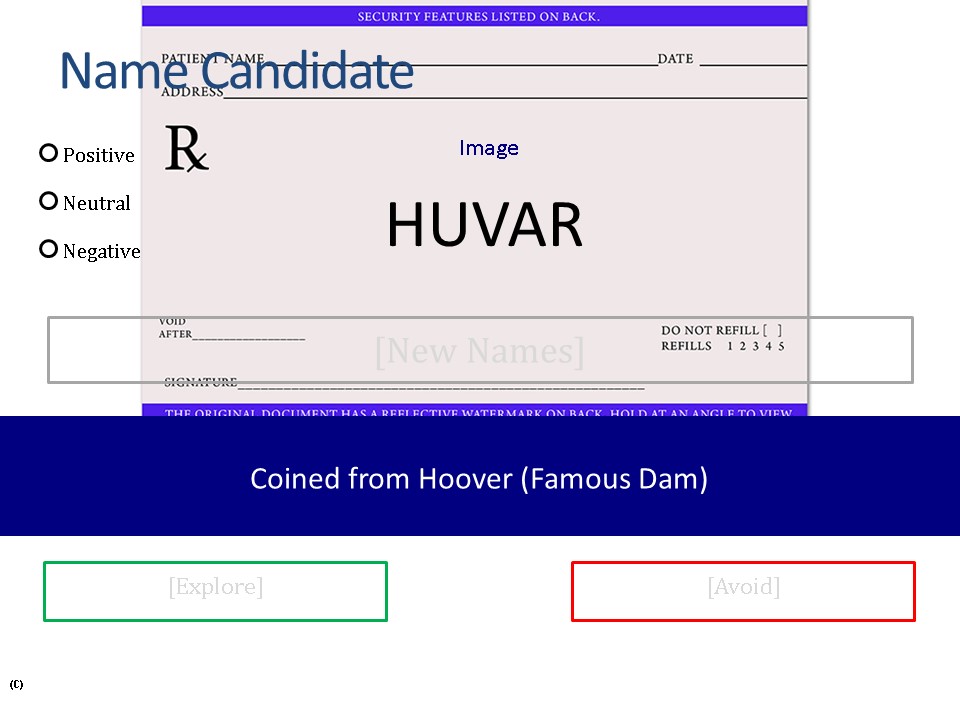 SECURITY FEATURES LISTED ON BACK.
Name Candidate
PATIENT NAME DATE
ADDRESS
Rx
Image
Positive
HUVAR
Neutral
Negative
VOID
AFTER
DO NOT REFILL [ ]
REFILLS 1 2 3 4 5
[New Names]
SIGNATURE
THE ORIGINAL DOCUMENT HAS A REFLECTIVE WATERMARK ON BACK. HOLD AT AN ANGLE TO VIEW.
Coined from Hoover (Famous Dam)
[Explore]
[Avoid]
(C)